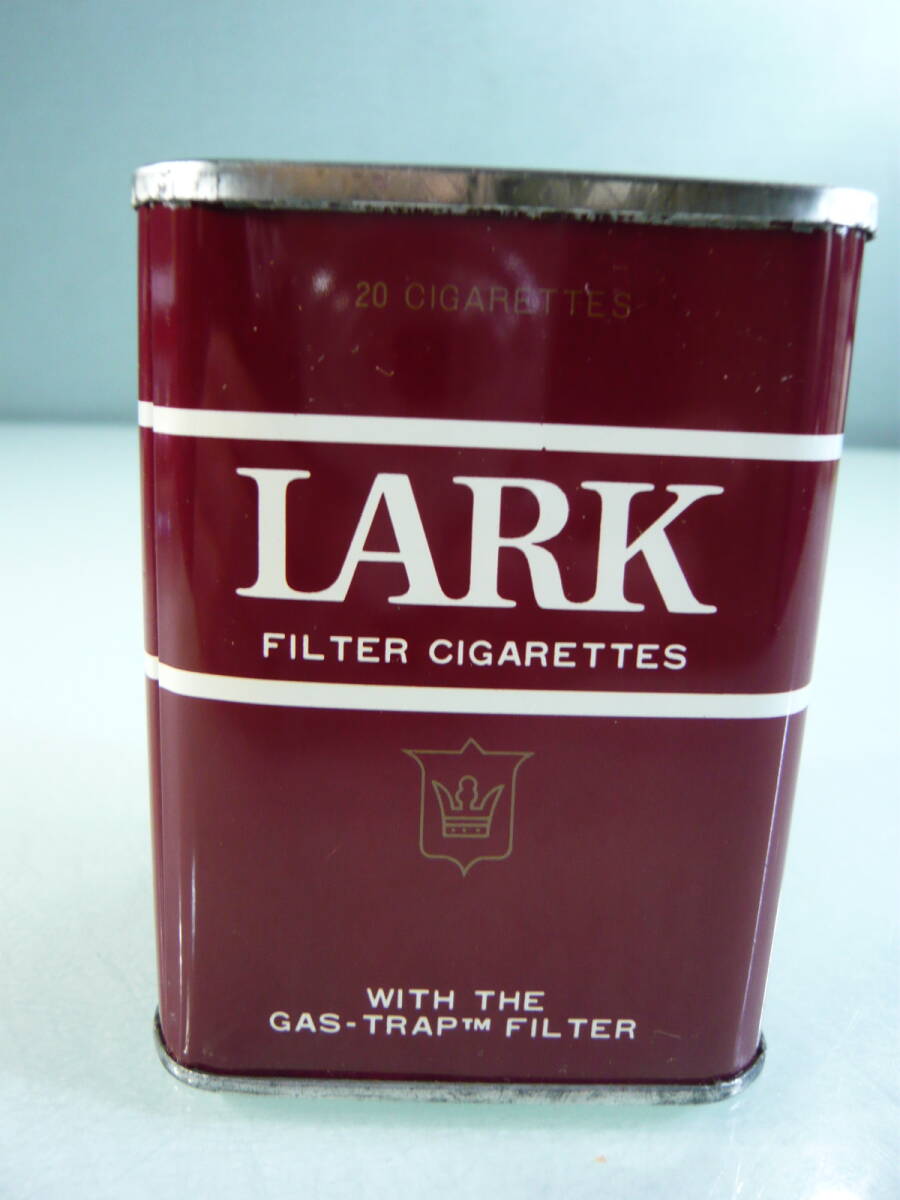 20 CIGARETTES
LARK
FILTER CIGARETTES
WITH THE
GAS-TRAP™ FILTER